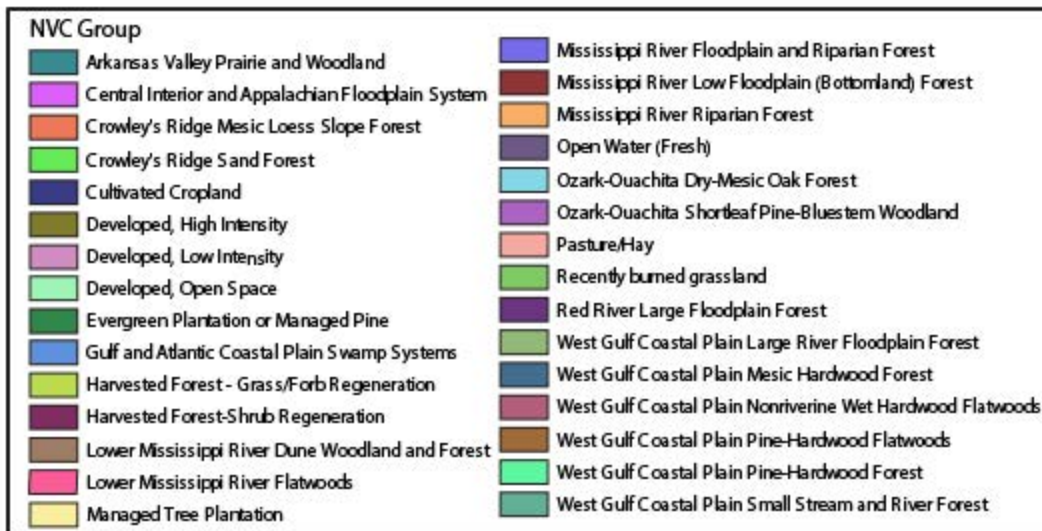 NVC Group
Arkansas Valley Prairie and Woodland
Central Interior and Appalachian Floodplain System
Crowley's Ridge Mesic Loess Slope Forest
Crowley's Ridge Sand Forest
Cultivated Cropland
Developed, High Intensity
Developed, Low Intensity
Developed, Open Space
Evergreen Plantation or Managed Pine
Gulf and Atlantic Coastal Plain Swamp Systems
Harvested Forest - Grass/Forb Regeneration
Harvested Forest-Shrub Regeneration
Lower Mississippi River Dune Woodland and Forest
Lower Mississippi River Flatwoods
Managed Tree Plantation
Mississippi River Floodplain and Riparian Forest
Mississippi River Low Floodplain (Bottomland) Forest
Mississippi River Riparian Forest
Open Water (Fresh)
Ozark-Ouachita Dry-Mesic Oak Forest
Ozark-Ouachita Shortleaf Pine-Bluestem Woodland
Pasture/Hay
Recently burned grassland
Red River Large Floodplain Forest
West Gulf Coastal Plain Large River Floodplain Forest
West Gulf Coastal Plain Mesic Hardwood Forest
West Gulf Coastal Plain Nonriverine Wet Hardwood Flatwoods
West Gulf Coastal Plain Pine-Hardwood Flatwoods
West Gulf Coastal Plain Pine-Hardwood Forest
West Gulf Coastal Plain Small Stream and River Forest